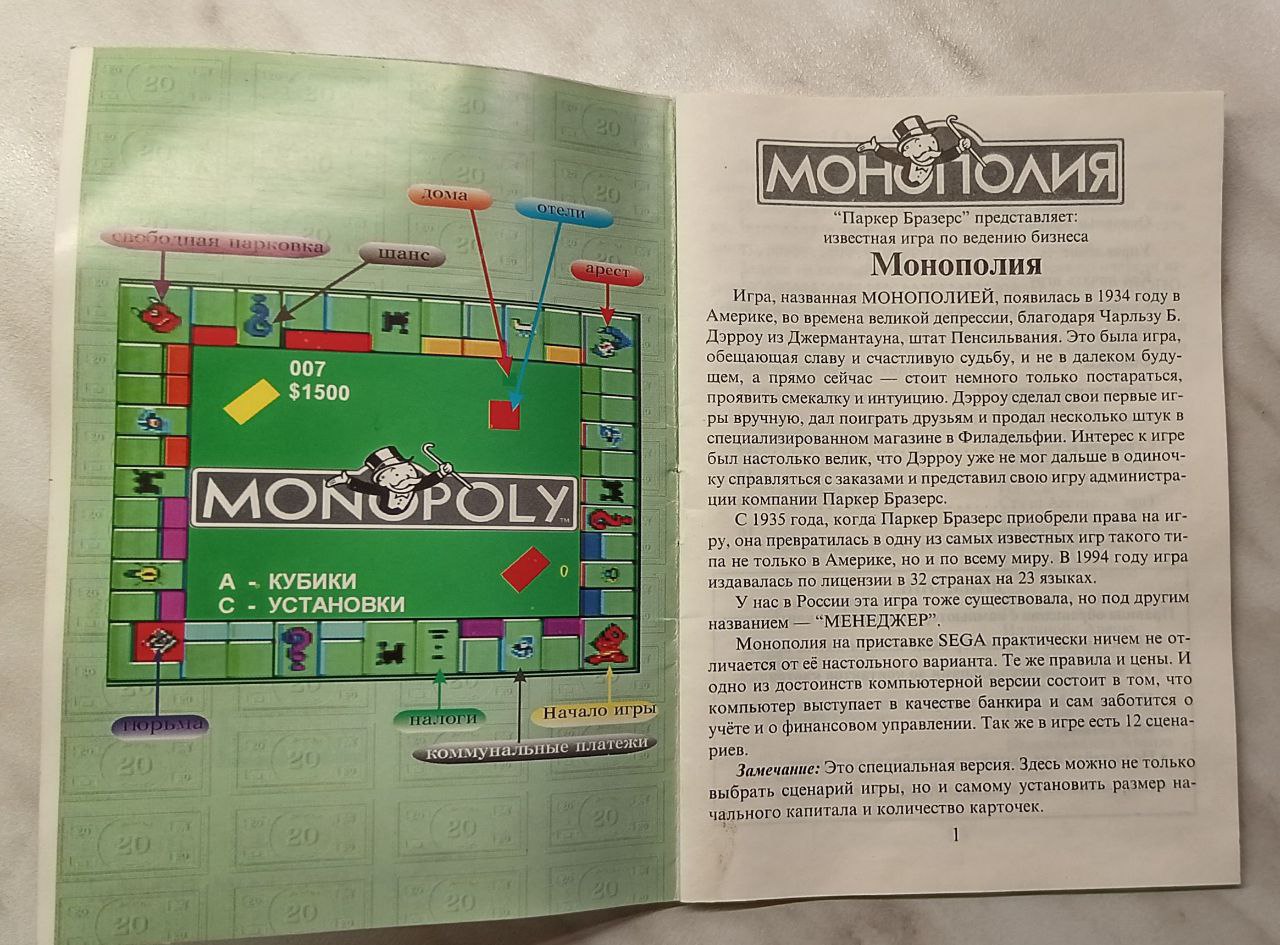 дома
отели
свободная парковка
шанс
арест
007
$1500
MONOPOLY™
0
А - КУБИКИ
С - УСТАНОВКИ
тюрьма
налоги
Начало игры
коммунальные платежи
МОНОПОЛИЯ
“Паркер Бразерс” представляет:
известная игра по ведению бизнеса
Монополия
Игра, названная МОНОПОЛИЕЙ, появилась в 1934 году в
Америке, во времена великой депрессии, благодаря Чарльзу Б.
Дэрроу из Джермантауна, штат Пенсильвания. Это была игра,
обещающая славу и счастливую судьбу, и не в далеком буду-
щем, а прямо сейчас — стоит немного только постараться,
проявить смекалку и интуицию. Дэрроу сделал свои первые иг-
ры вручную, дал поиграть друзьям и продал несколько штук в
специализированном магазине в Филадельфии. Интерес к игре
был настолько велик, что Дэрроу уже не мог дальше в одиноч-
ку справляться с заказами и представил свою игру администра-
ции компании Паркер Бразерс.
С 1935 года, когда Паркер Бразерс приобрели права на иг-
ру, она превратилась в одну из самых известных игр такого ти-
па не только в Америке, но и по всему миру. В 1994 году игра
издавалась по лицензии в 32 странах на 23 языках.
У нас в России эта игра тоже существовала, но под другим
названием — “МЕНЕДЖЕР”.
Монополия на приставке SEGA практически ничем не от-
личается от её настольного варианта. Те же правила и цены. И
одно из достоинств компьютерной версии состоит в том, что
компьютер выступает в качестве банкира и сам заботится о
учёте и о финансовом управлении. Так же в игре есть 12 сцена-
риев.
Замечание: Это специальная версия. Здесь можно не только
выбрать сценарий игры, но и самому установить размер на-
чального капитала и количество карточек.
1